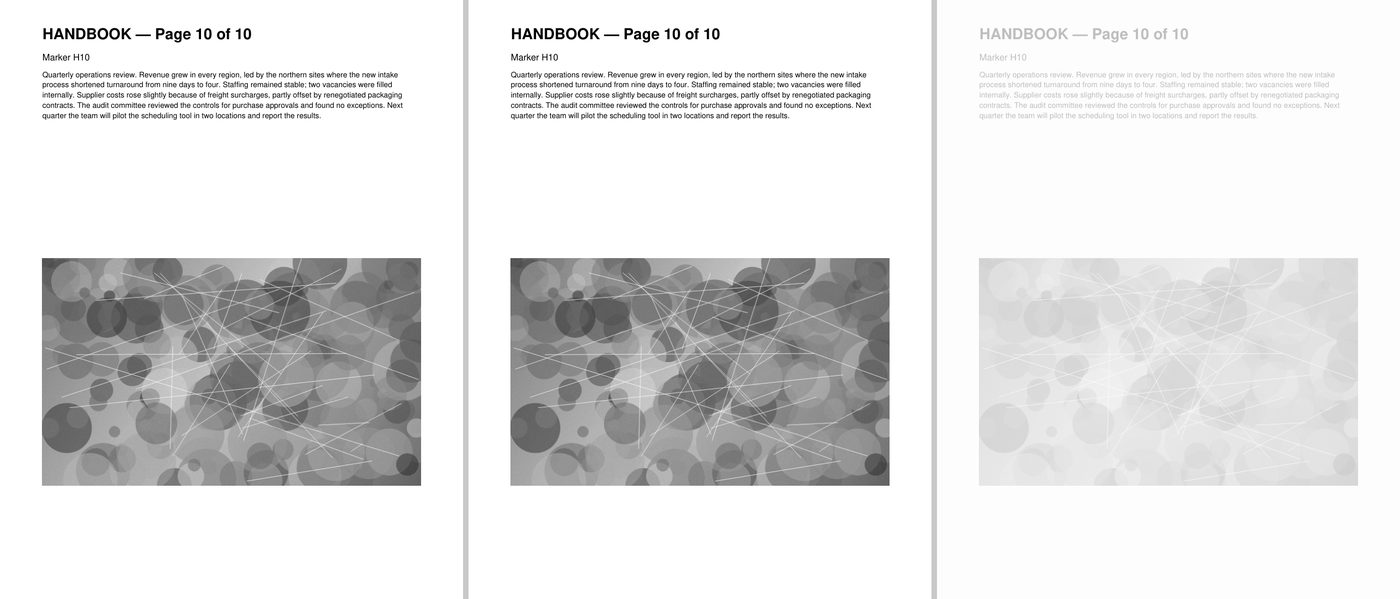 HANDBOOK — Page 10 of 10
Marker H10
Quarterly operations review. Revenue grew in every region, led by the northern sites where the new intake
process shortened turnaround from nine days to four. Staffing remained stable; two vacancies were filled
internally. Supplier costs rose slightly because of freight surcharges, partly offset by renegotiated packaging
contracts. The audit committee reviewed the controls for purchase approvals and found no exceptions. Next
quarter the team will pilot the scheduling tool in two locations and report the results.
HANDBOOK — Page 10 of 10
Marker H10
Quarterly operations review. Revenue grew in every region, led by the northern sites where the new intake
process shortened turnaround from nine days to four. Staffing remained stable; two vacancies were filled
internally. Supplier costs rose slightly because of freight surcharges, partly offset by renegotiated packaging
contracts. The audit committee reviewed the controls for purchase approvals and found no exceptions. Next
quarter the team will pilot the scheduling tool in two locations and report the results.
HANDBOOK — Page 10 of 10
Marker H10
Quarterly operations review. Revenue grew in every region, led by the northern sites where the new intake
process shortened turnaround from nine days to four. Staffing remained stable; two vacancies were filled
internally. Supplier costs rose slightly because of freight surcharges, partly offset by renegotiated packaging
contracts. The audit committee reviewed the controls for purchase approvals and found no exceptions. Next
quarter the team will pilot the scheduling tool in two locations and report the results.